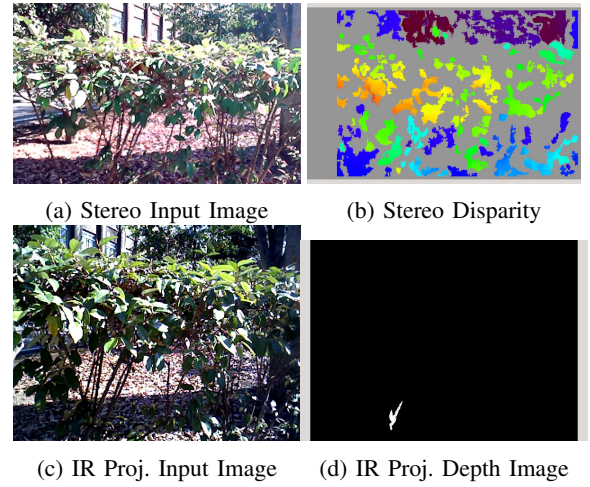 (a) Stereo Input Image
(b) Stereo Disparity
(c) IR Proj. Input Image
(d) IR Proj. Depth Image